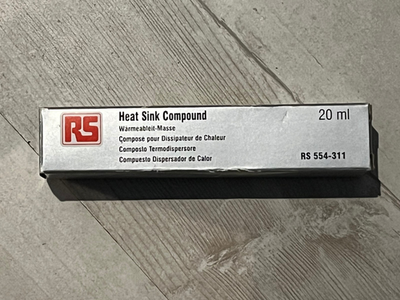 RS
Heat Sink Compound 20 ml
Wärmeableit-Masse
Çompose pour Dissipateur de Chaleur
Composto Termodispersore
Compuesto Dispersador de Calor RS 554-311